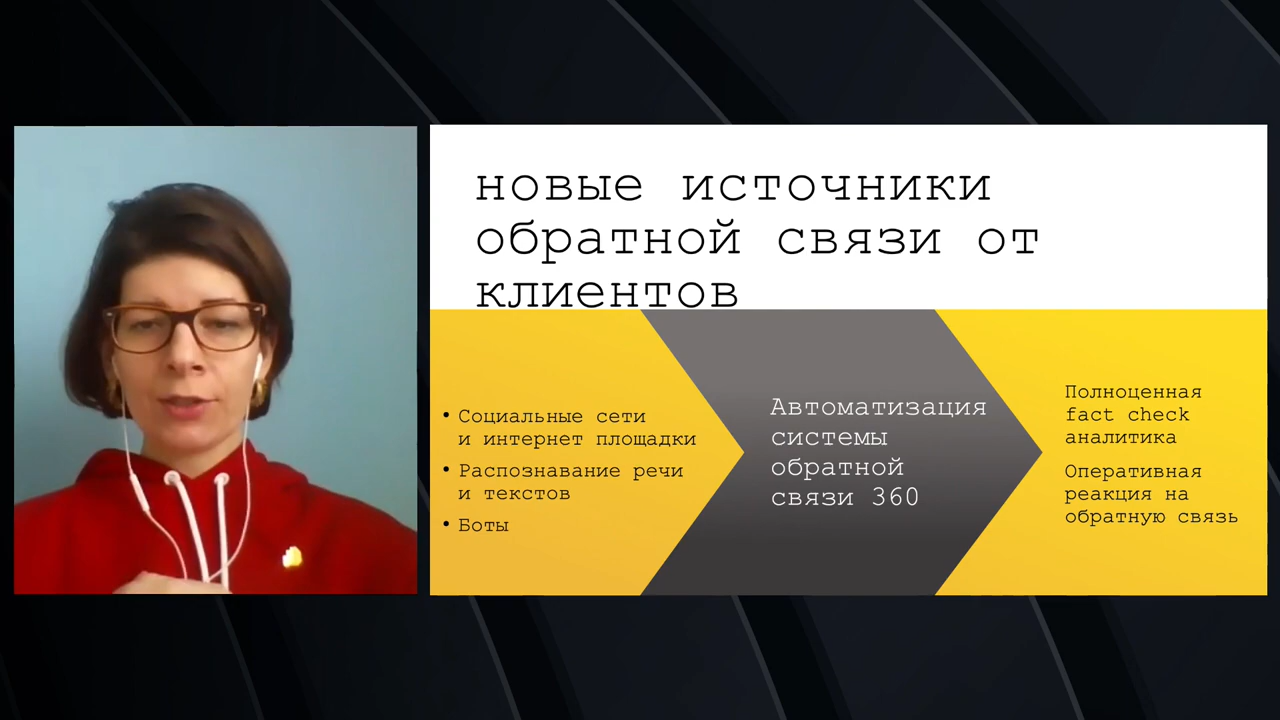 новые источники
обратной связи от
клиентов
• Социальные сети
и интернет площадки
• Распознавание речи
и текстов
• Боты
Автоматизация
системы
обратной
связи 360
Полноценная
fact check
аналитика
Оперативная
реакция на
обратную связь